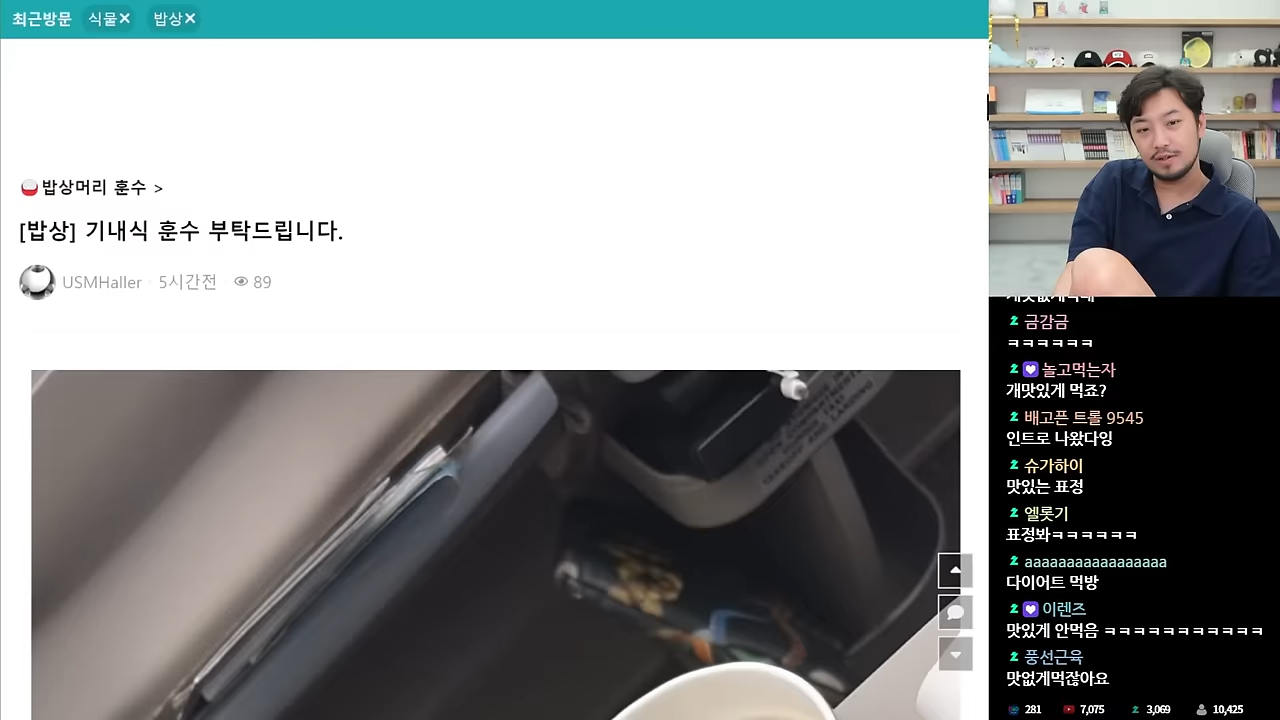 최근방문 식물✕ 밥상✕
밥상머리 훈수 >
[밥상] 기내식 훈수 부탁드립니다.
USMHaller · 5시간전 · 89
금감금
ㅋㅋㅋㅋㅋㅋ
놀고먹는자
개맛있게 먹죠?
배고픈 트롤 9545
인트로 나왔다잉
슈가하이
맛있는 표정
엘롯기
표정봐ㅋㅋㅋㅋㅋㅋ
aaaaaaaaaaaaaaaaa
다이어트 먹방
이렌즈
맛있게 안먹음 ㅋㅋㅋㅋㅋㅋㅋㅋㅋㅋㅋ
풍선근육
맛없게먹잖아요
281 7,075 3,069 10,425